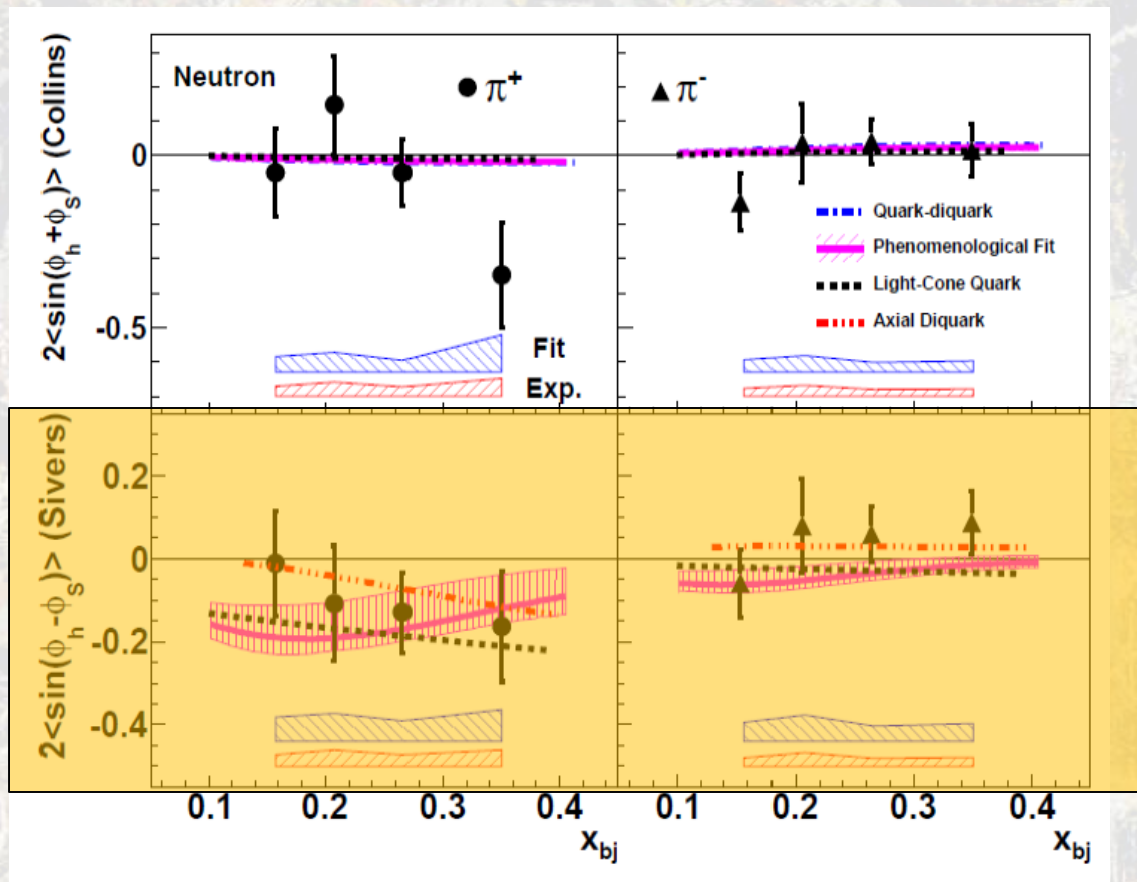 2<sin(ϕh+ϕS)> (Collins)
Neutron
π+
π-
0
-0.5
Quark-diquark
Phenomenological Fit
Light-Cone Quark
Axial Diquark
Fit
Exp.
2<sin(ϕh-ϕS)> (Sivers)
0.2
0
-0.2
-0.4
0.1 0.2 0.3 0.4 0.1 0.2 0.3 0.4
xbj xbj